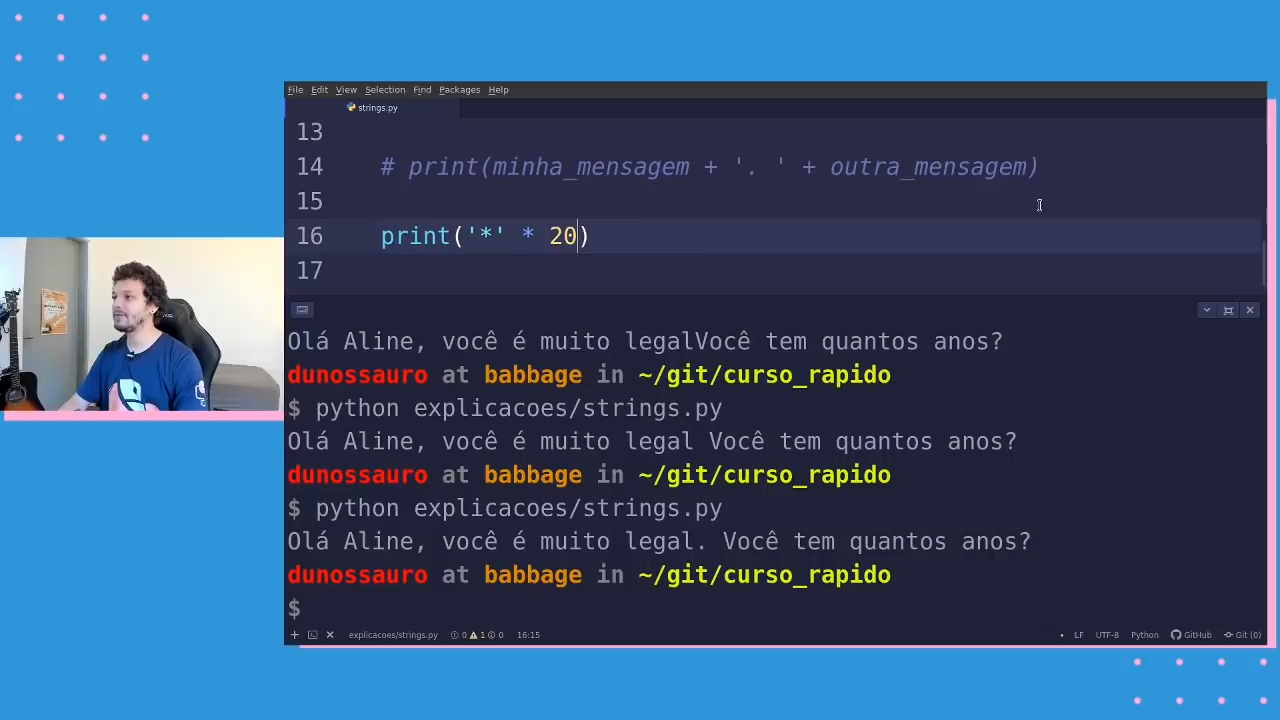 File Edit View Selection Find Packages Help
strings.py
13
14 # print(minha_mensagem + '. ' + outra_mensagem)
15
16 print('*' * 20)
17
Olá Aline, você é muito legalVocê tem quantos anos?
dunossauro at babbage in ~/git/curso_rapido
$ python explicacoes/strings.py
Olá Aline, você é muito legal Você tem quantos anos?
dunossauro at babbage in ~/git/curso_rapido
$ python explicacoes/strings.py
Olá Aline, você é muito legal. Você tem quantos anos?
dunossauro at babbage in ~/git/curso_rapido
$
explicacoes/strings.py 0 1 0 16:15 LF UTF-8 Python GitHub Git (0)